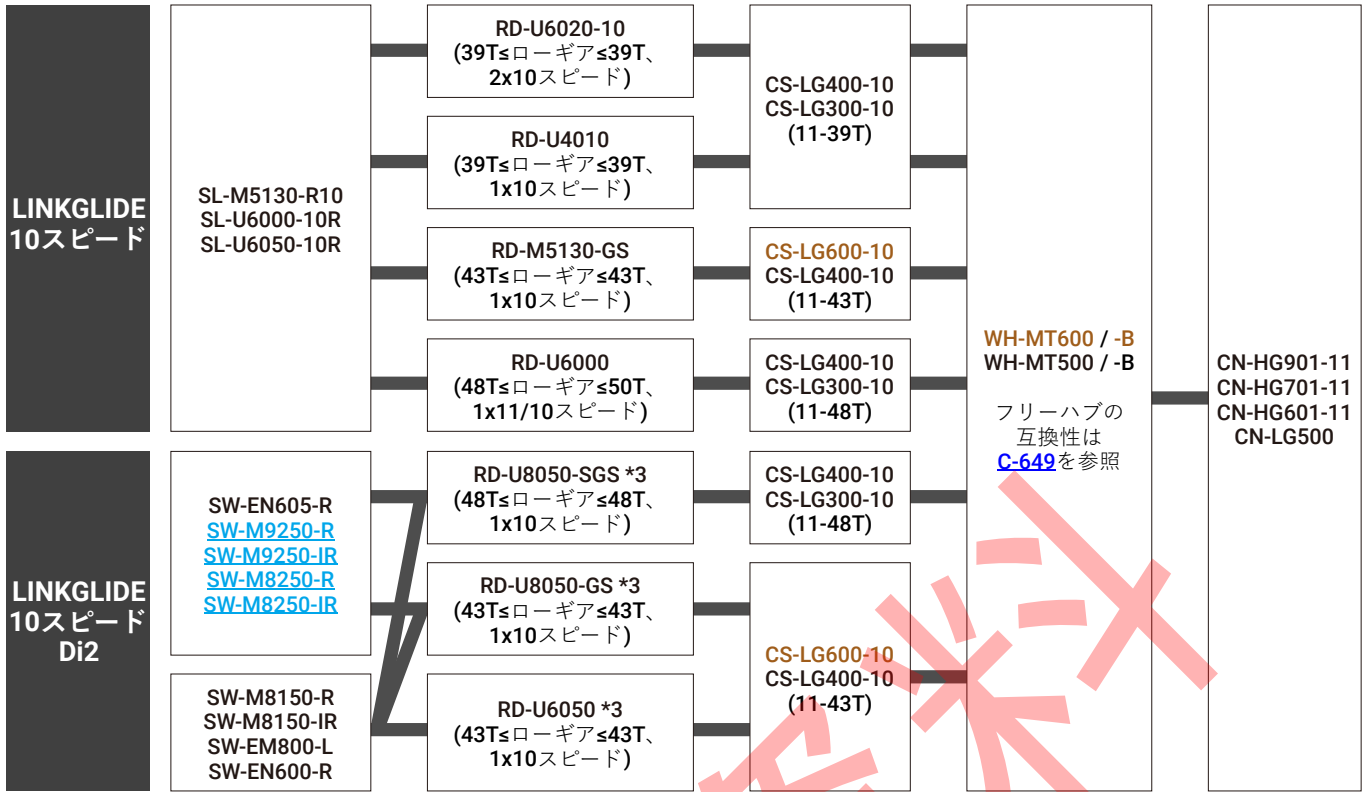 LINKGLIDE
10スピード
SL-M5130-R10
SL-U6000-10R
SL-U6050-10R
RD-U6020-10
(39T≤ローギア≤39T、
2x10スピード)
RD-U4010
(39T≤ローギア≤39T、
1x10スピード)
RD-M5130-GS
(43T≤ローギア≤43T、
1x10スピード)
RD-U6000
(48T≤ローギア≤50T、
1x11/10スピード)
CS-LG400-10
CS-LG300-10
(11-39T)
CS-LG600-10
CS-LG400-10
(11-43T)
CS-LG400-10
CS-LG300-10
(11-48T)
LINKGLIDE
10スピード
Di2
SW-EN605-R
SW-M9250-R
SW-M9250-IR
SW-M8250-R
SW-M8250-IR
SW-M8150-R
SW-M8150-IR
SW-EM800-L
SW-EN600-R
RD-U8050-SGS *3
(48T≤ローギア≤48T、
1x10スピード)
RD-U8050-GS *3
(43T≤ローギア≤43T、
1x10スピード)
RD-U6050 *3
(43T≤ローギア≤43T、
1x10スピード)
CS-LG400-10
CS-LG300-10
(11-48T)
CS-LG600-10
CS-LG400-10
(11-43T)
WH-MT600 / -B
WH-MT500 / -B
フリーハブの
互換性は
C-649を参照
CN-HG901-11
CN-HG701-11
CN-HG601-11
CN-LG500